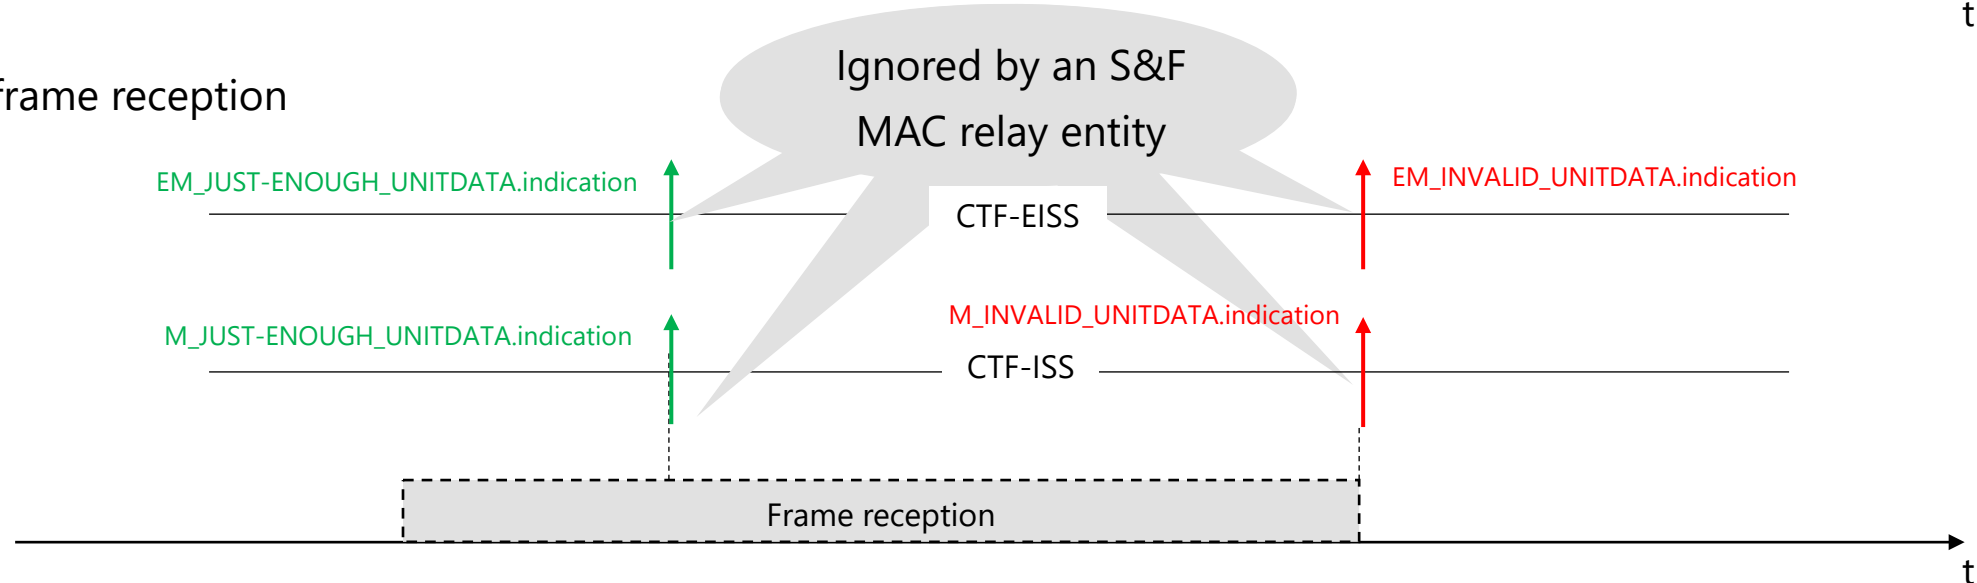 t
Ignored by an S&F
MAC relay entity
frame reception
EM_JUST-ENOUGH_UNITDATA.indication
EM_INVALID_UNITDATA.indication
CTF-EISS
M_JUST-ENOUGH_UNITDATA.indication
M_INVALID_UNITDATA.indication
CTF-ISS
Frame reception
t